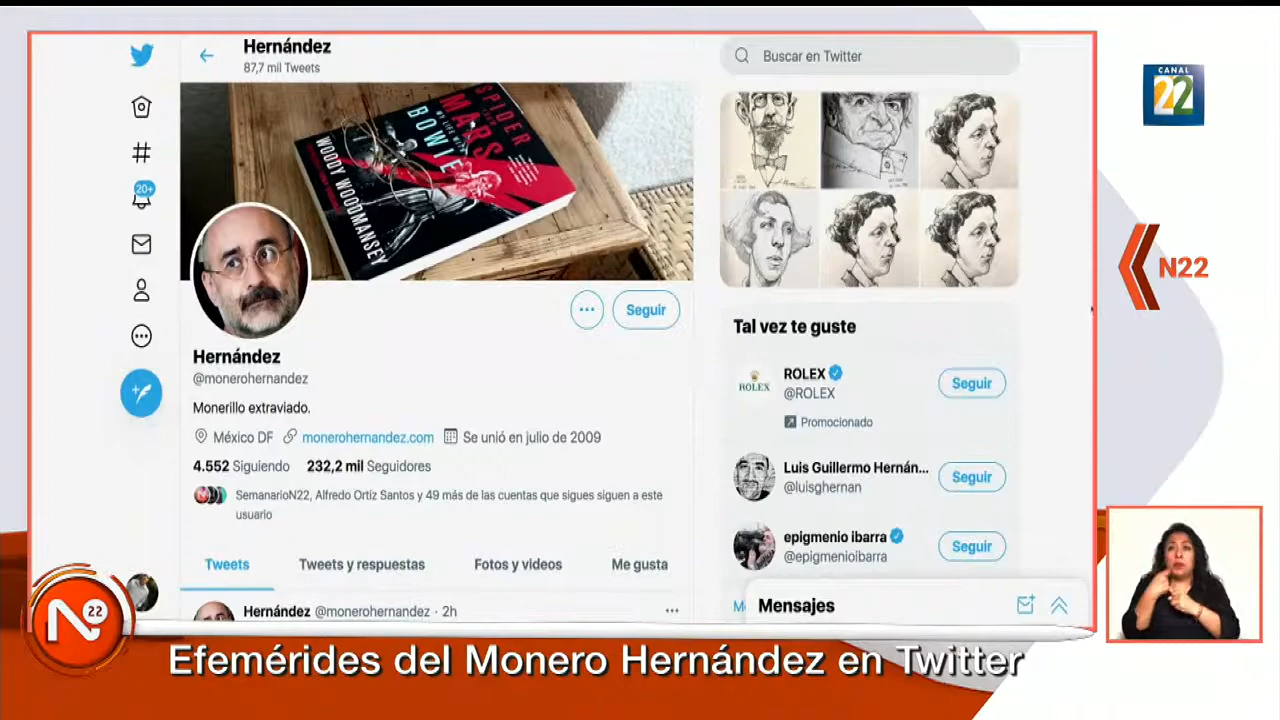 Hernández
87,7 mil Tweets
Buscar en Twitter
CANAL
22
20+
SPIDER
FROM
MARS
MY LIFE WITH
BOWIE
WOODY WOODMANSEY
N22
Seguir
Hernández
@monerohernandez
Monerillo extraviado.
México DF monerohernandez.com Se unió en julio de 2009
4.552 Siguiendo 232,2 mil Seguidores
SemanarioN22, Alfredo Ortiz Santos y 49 más de las cuentas que sigues siguen a este
usuario
Tweets Tweets y respuestas Fotos y videos Me gusta
Hernández @monerohernandez · 2h
Tal vez te guste
ROLEX
ROLEX
@ROLEX
Seguir
Promocionado
Luis Guillermo Hernán...
@luisghernan
Seguir
epigmenio ibarra
@epigmenioibarra
Seguir
Mensajes
N22
Efemérides del Monero Hernández en Twitter